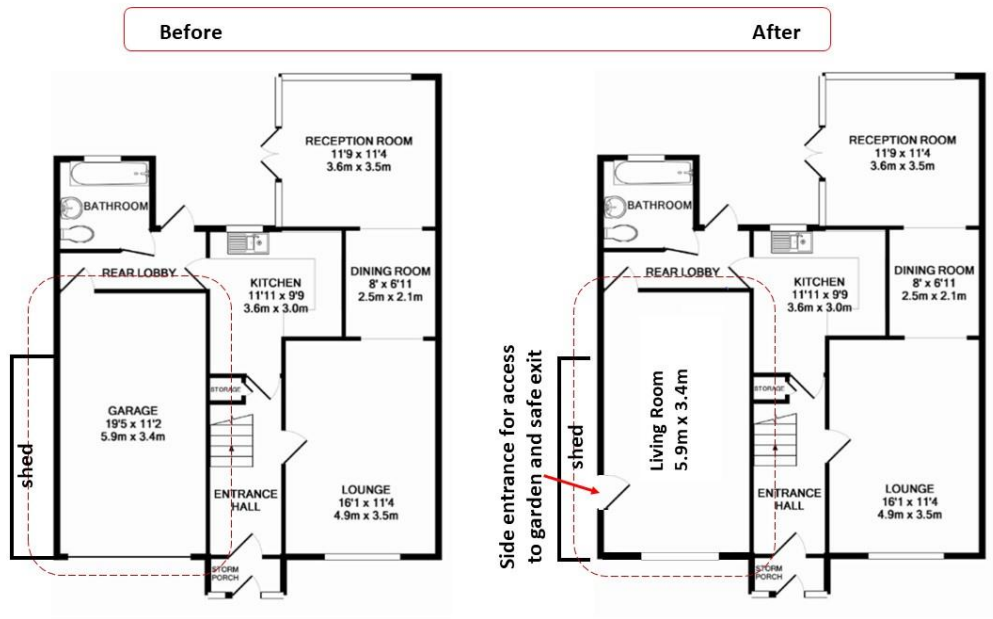 Before
After
RECEPTION ROOM
11'9 x 11'4
3.6m x 3.5m
BATHROOM
REAR LOBBY
KITCHEN
11'11 x 9'9
3.6m x 3.0m
DINING ROOM
8' x 6'11
2.5m x 2.1m
GARAGE
19'5 x 11'2
5.9m x 3.4m
shed
STORAGE
ENTRANCE
HALL
LOUNGE
16'1 x 11'4
4.9m x 3.5m
STORM
PORCH
RECEPTION ROOM
11'9 x 11'4
3.6m x 3.5m
BATHROOM
REAR LOBBY
KITCHEN
11'11 x 9'9
3.6m x 3.0m
DINING ROOM
8' x 6'11
2.5m x 2.1m
Side entrance for access
to garden and safe exit
shed
Living Room
5.9m x 3.4m
STORAGE
ENTRANCE
HALL
LOUNGE
16'1 x 11'4
4.9m x 3.5m
STORM
PORCH